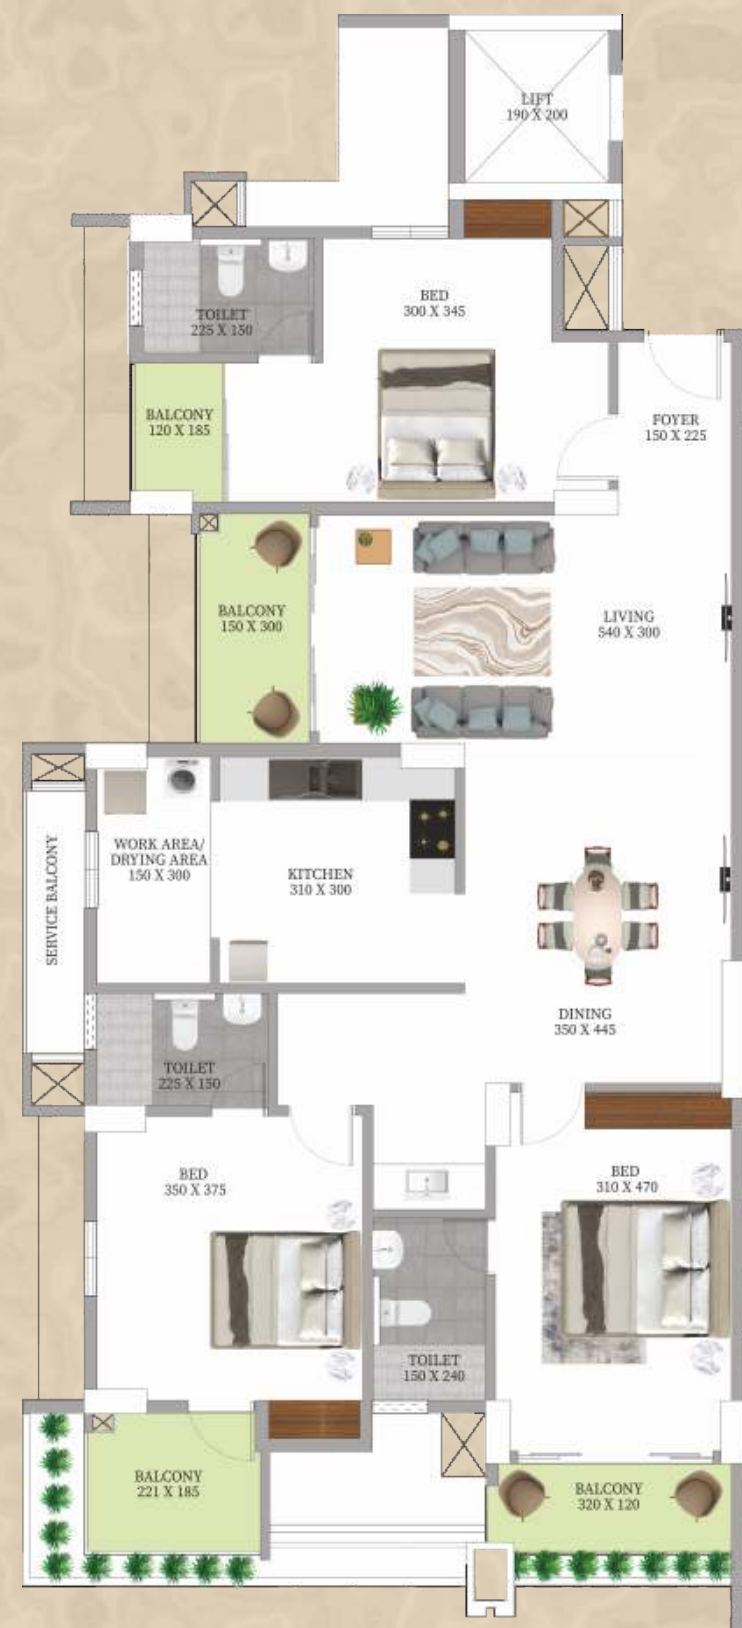 LIFT
190 X 200
TOILET
225 X 150
BED
300 X 345
BALCONY
120 X 185
FOYER
150 X 225
BALCONY
150 X 300
LIVING
540 X 300
SERVICE BALCONY
WORK AREA/
DRYING AREA
150 X 300
KITCHEN
310 X 300
DINING
350 X 445
TOILET
225 X 150
BED
350 X 375
BED
310 X 470
TOILET
150 X 240
BALCONY
221 X 185
BALCONY
320 X 120